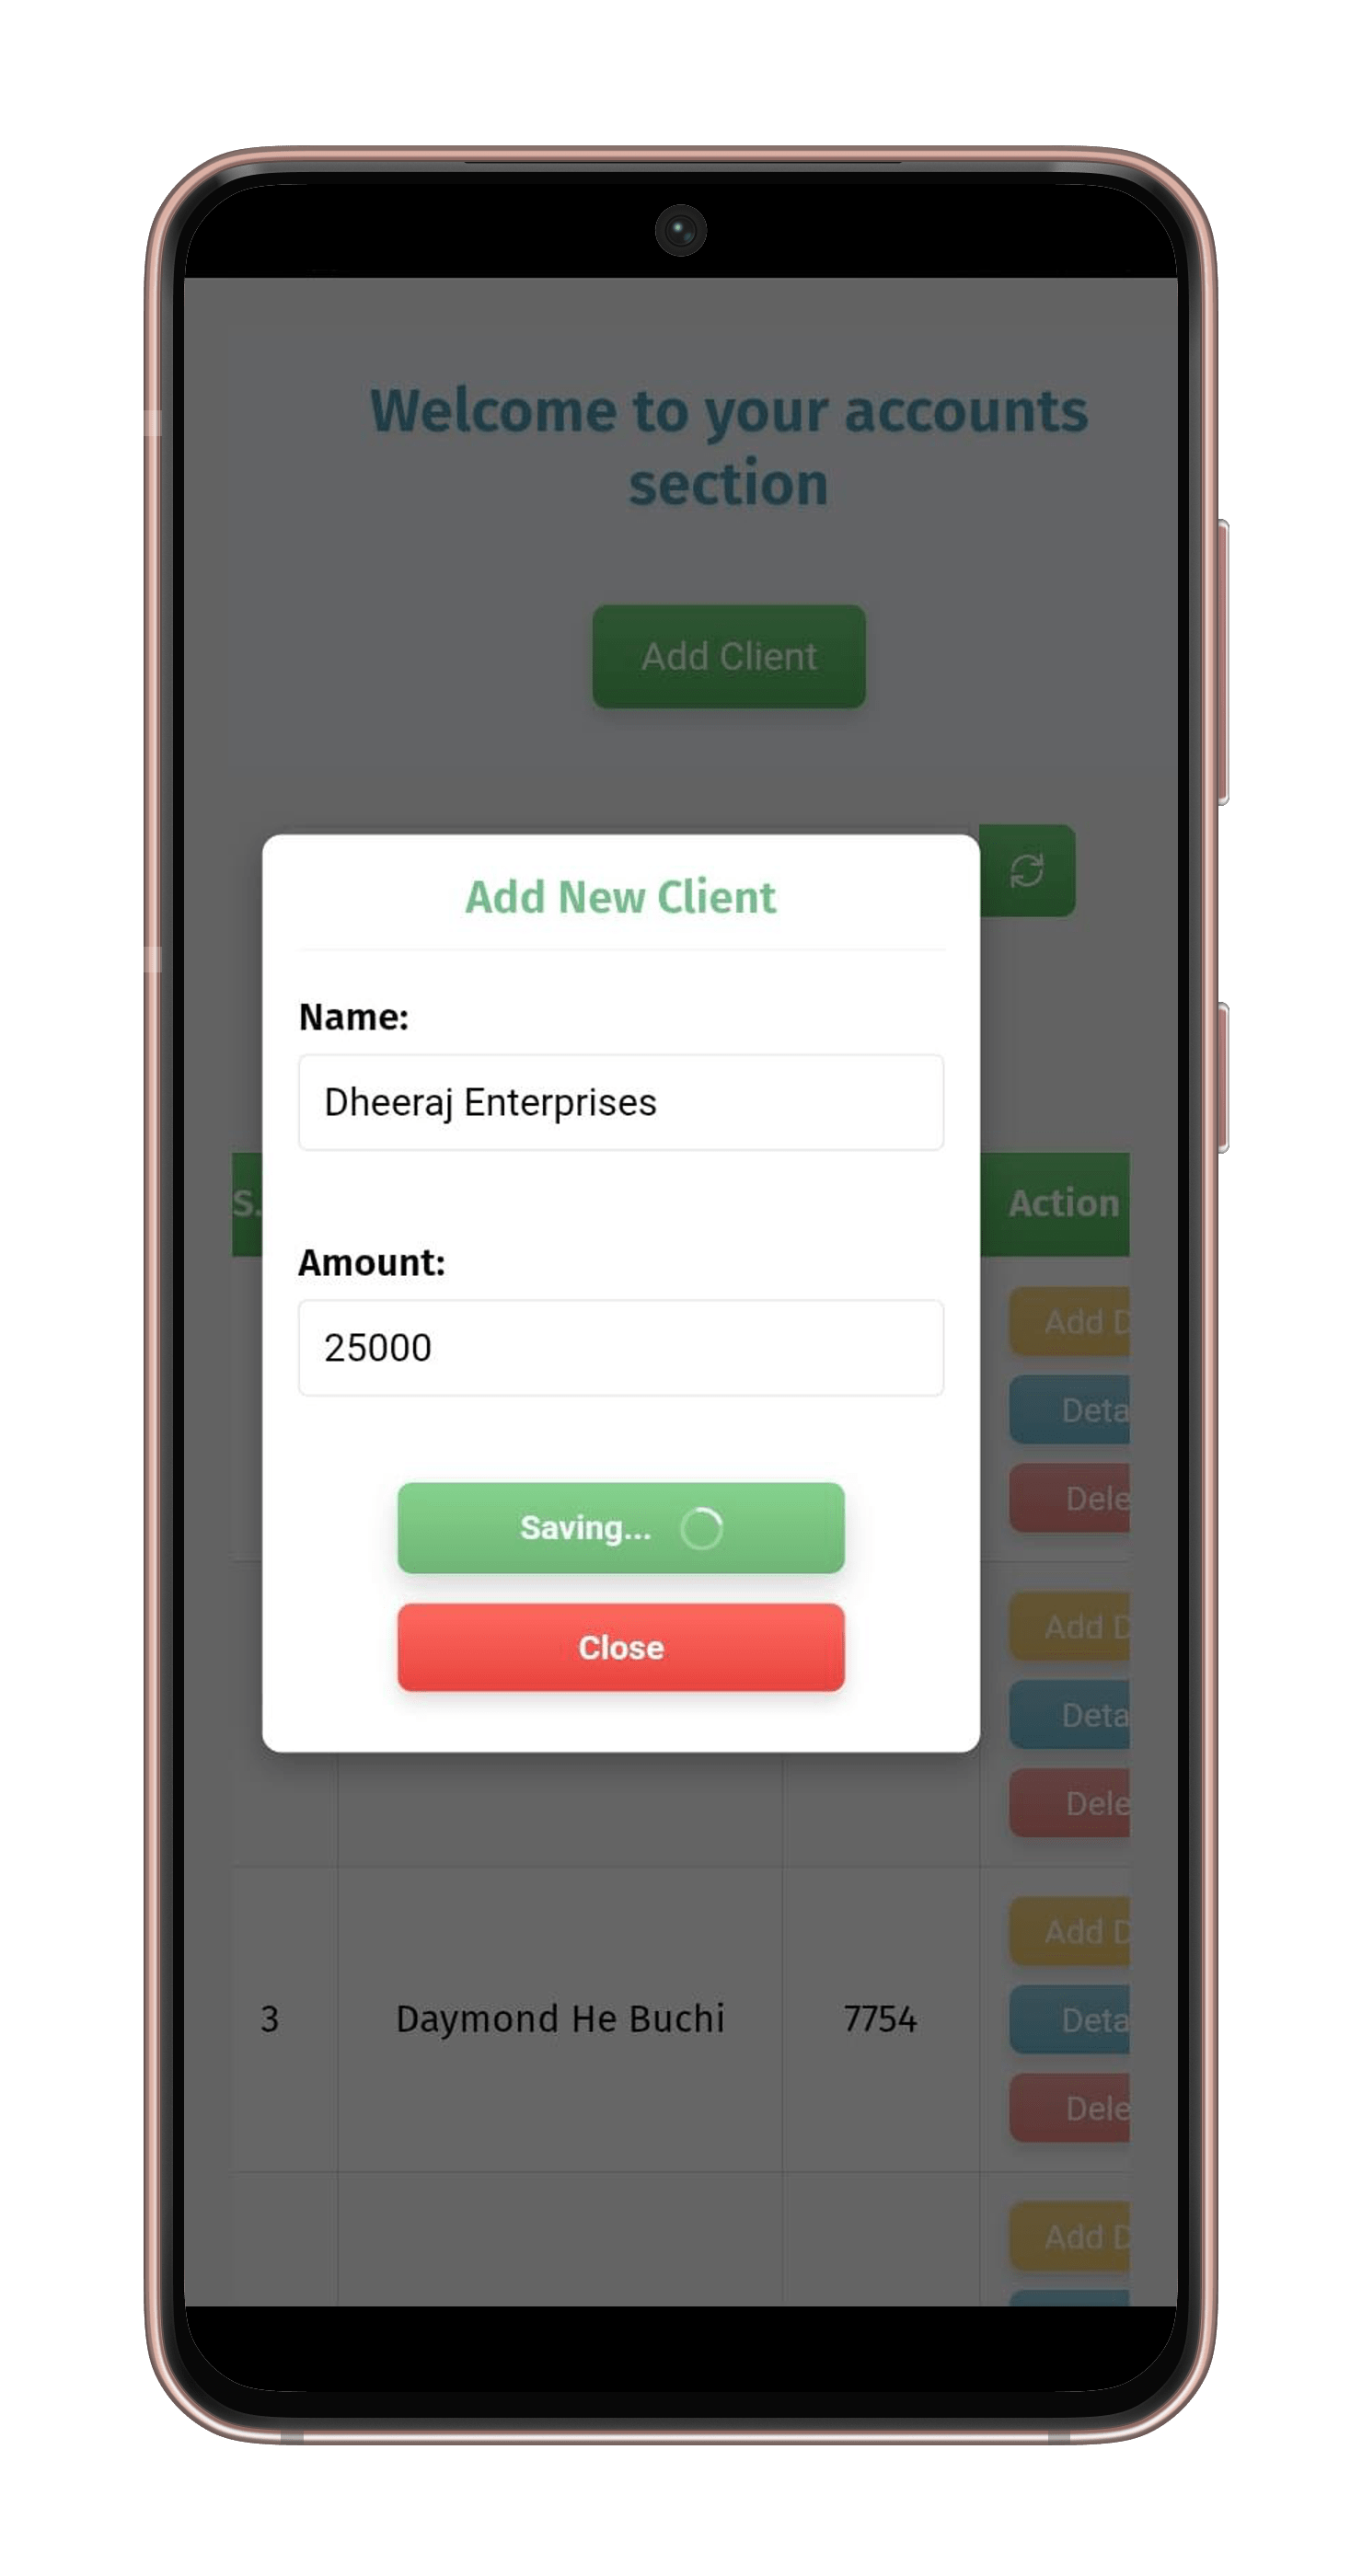 Welcome to your accounts
section
Add Client
Add New Client
Name:
Dheeraj Enterprises
Amount:
25000
Saving...
Close
S.
Action
Add D
Deta
Dele
Add D
Deta
Dele
3
Daymond He Buchi
7754
Add D
Deta
Dele
Add D